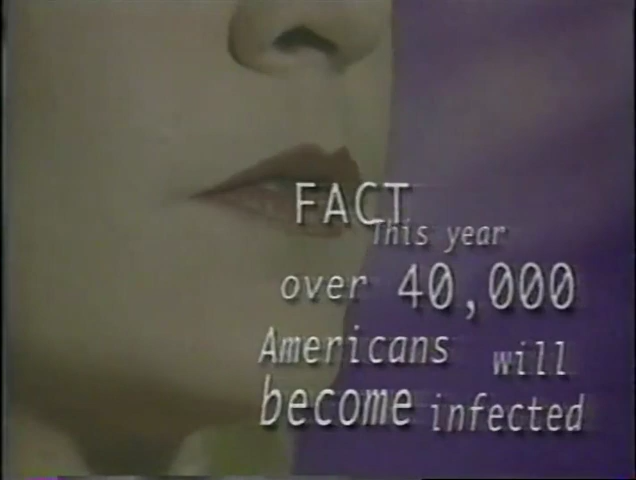 FACT
This year
over 40,000
Americans will
become infected